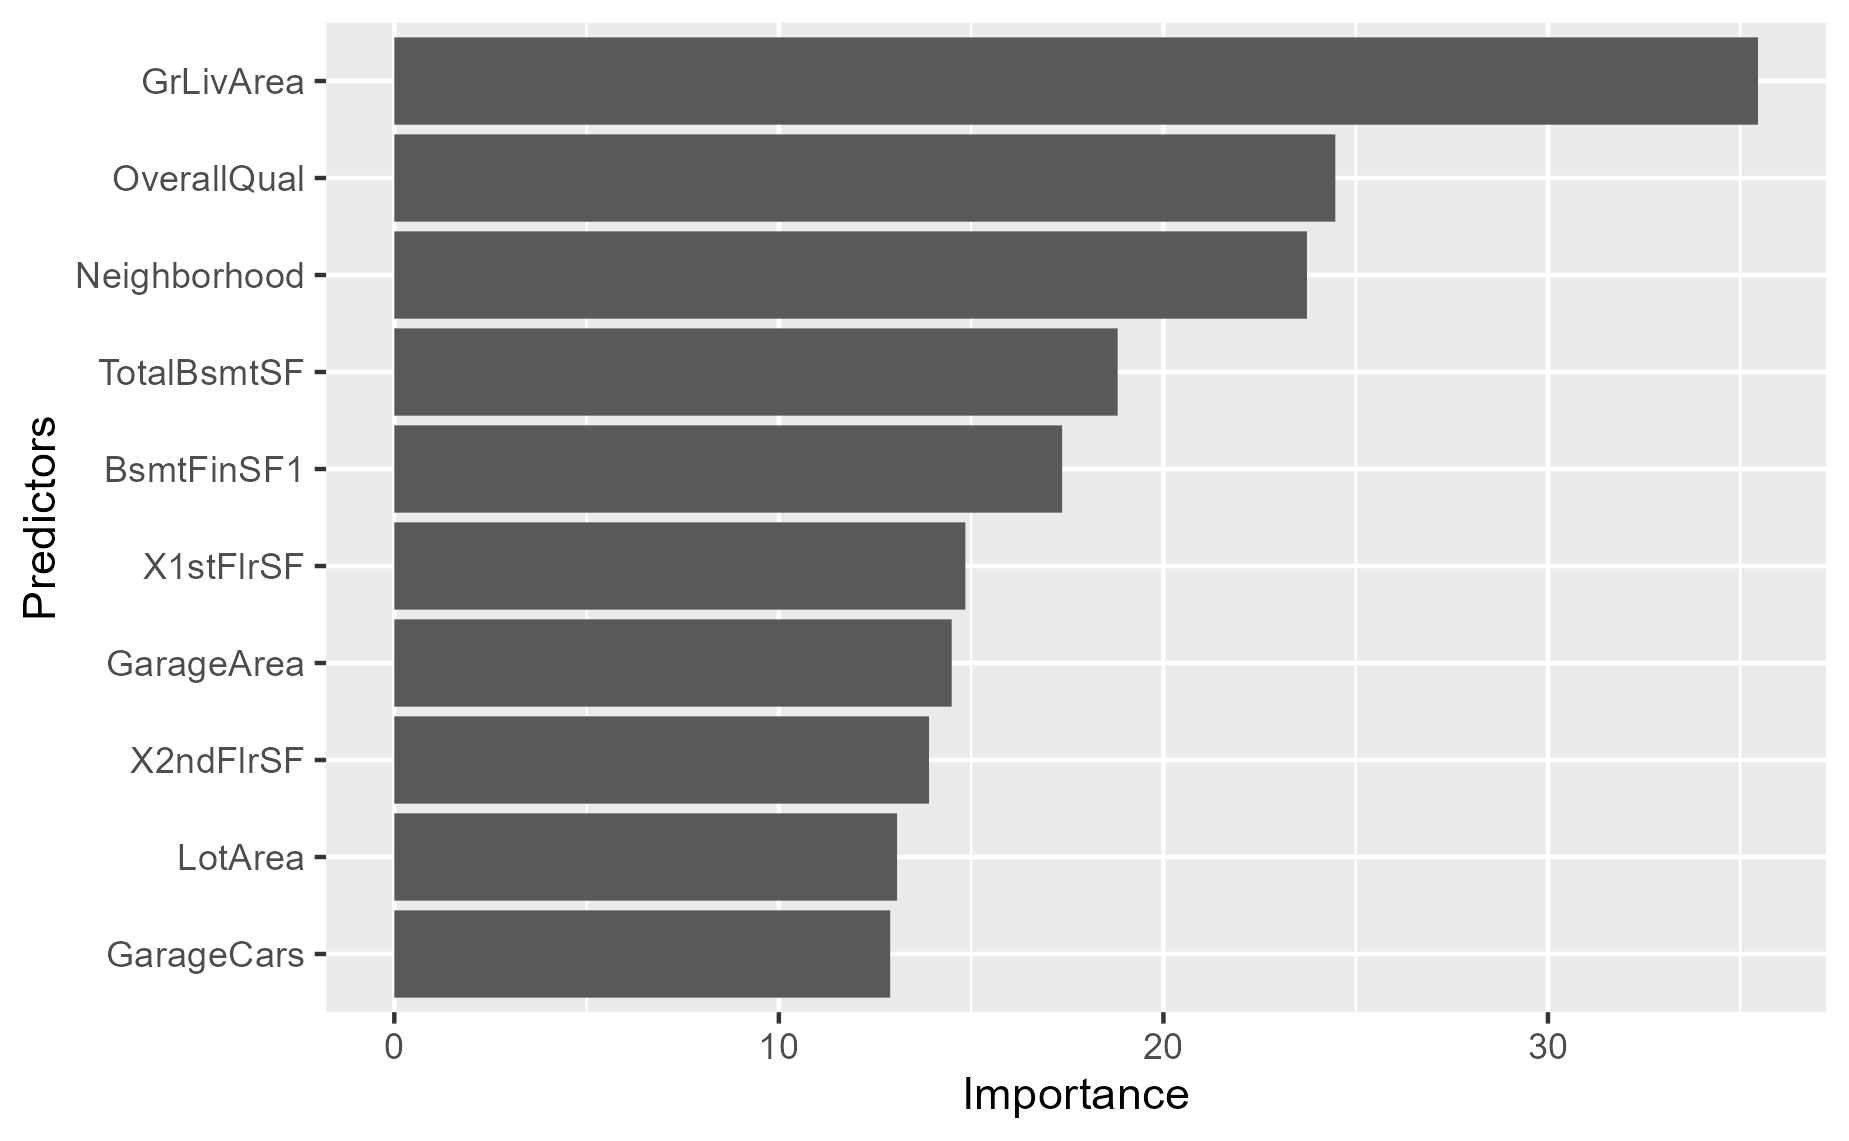 GrLivArea
OverallQual
Neighborhood
TotalBsmtSF
BsmtFinSF1
X1stFlrSF
GarageArea
X2ndFlrSF
LotArea
GarageCars
Predictors
0 10 20 30
Importance